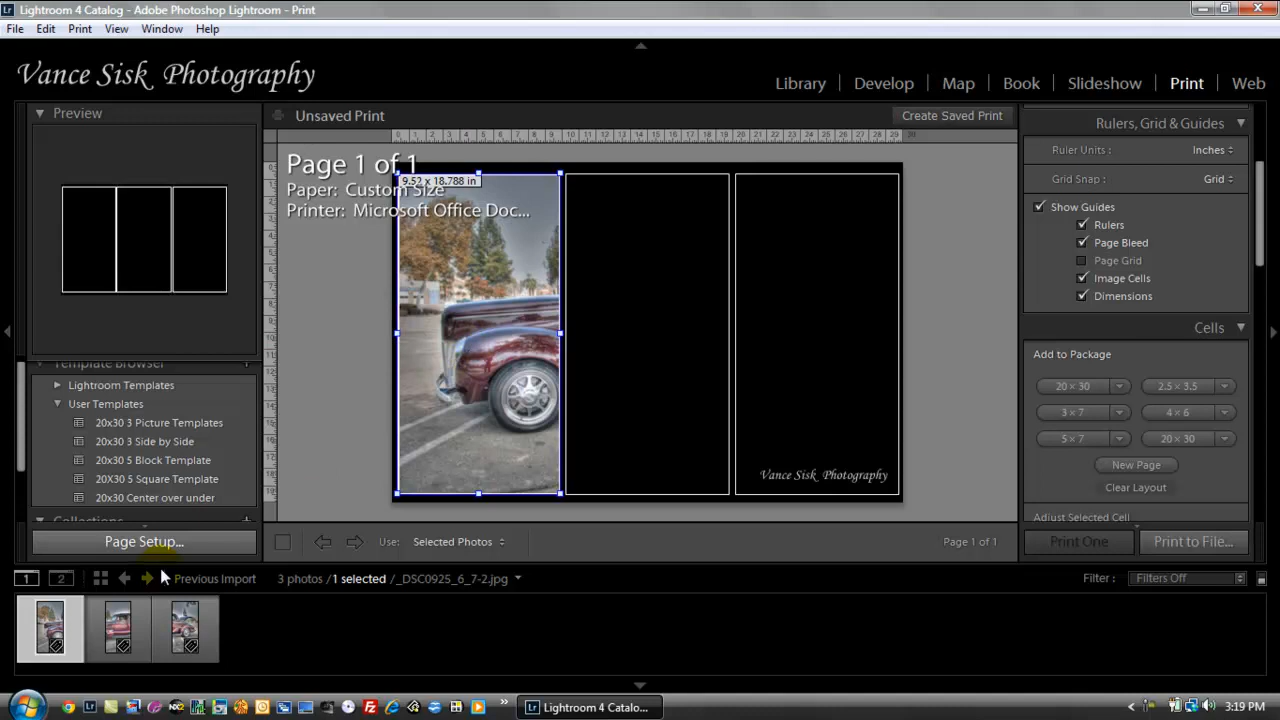 Lightroom 4 Catalog - Adobe Photoshop Lightroom - Print
File Edit Print View Window Help
Vance Sisk Photography
Library Develop Map Book Slideshow Print Web
Preview
Unsaved Print
Create Saved Print
Rulers, Grid & Guides
Page 1 of 1
Paper: Custom Size
Printer: Microsoft Office Doc...
9.52 x 18.788 in
Ruler Units: Inches
Grid Snap: Grid
Show Guides
Rulers
Page Bleed
Page Grid
Image Cells
Dimensions
Cells
Add to Package
20 × 30 2.5 × 3.5
3 × 7 4 × 6
5 × 7 20 × 30
New Page
Clear Layout
Adjust Selected Cell
Template Browser
Lightroom Templates
User Templates
20x30 3 Picture Templates
20x30 3 Side by Side
20x30 5 Block Template
20X30 5 Square Template
20x30 Center over under
Collections
Vance Sisk Photography
Page Setup...
Use: Selected Photos
Page 1 of 1
Print One
Print to File...
1 2 Previous Import 3 photos / 1 selected / _DSC0925_6_7-2.jpg
Filter: Filters Off
Lightroom 4 Catalo...
3:19 PM